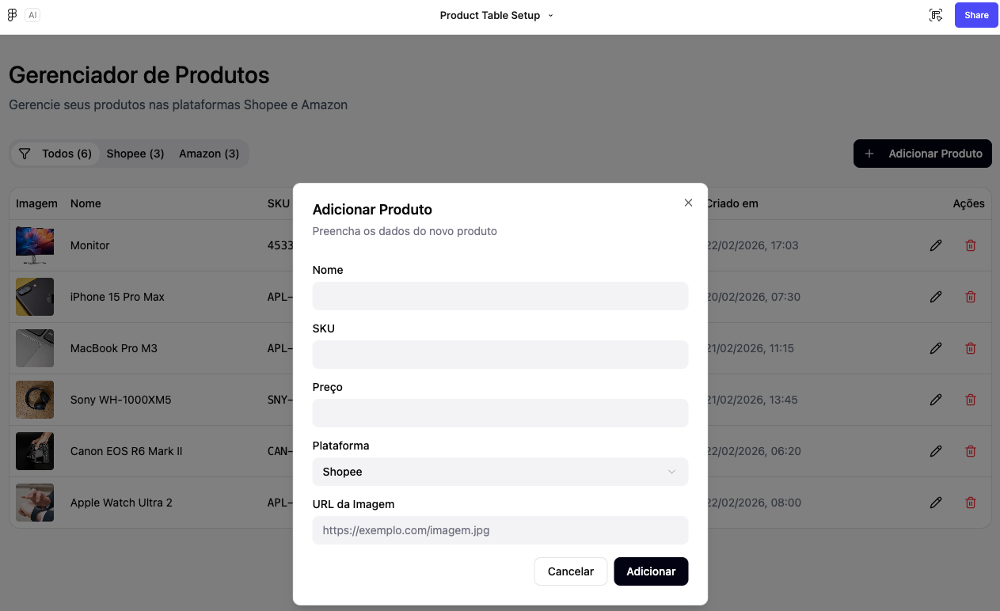 AI
Product Table Setup
Share
Gerenciador de Produtos
Gerencie seus produtos nas plataformas Shopee e Amazon
Todos (6)
Shopee (3)
Amazon (3)
Adicionar Produto
Imagem
Nome
SKU
Criado em
Ações
Monitor
4533
22/02/2026, 17:03
iPhone 15 Pro Max
APL-
20/02/2026, 07:30
MacBook Pro M3
APL-
21/02/2026, 11:15
Sony WH-1000XM5
SNY-
21/02/2026, 13:45
Canon EOS R6 Mark II
CAN-
22/02/2026, 06:20
Apple Watch Ultra 2
APL-
22/02/2026, 08:00
Adicionar Produto
Preencha os dados do novo produto
Nome
SKU
Preço
Plataforma
Shopee
URL da Imagem
https://exemplo.com/imagem.jpg
Cancelar
Adicionar